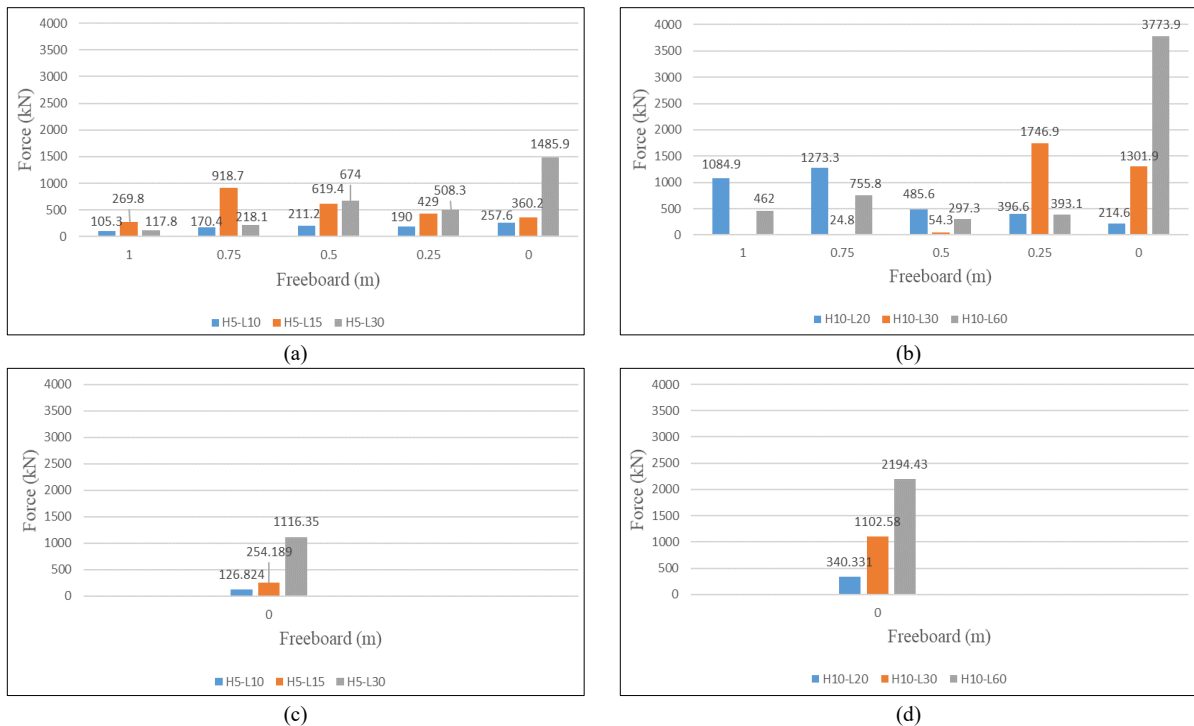 4000
3500
3000
2500
2000
1500
1000
500
0
Force (kN)
105.3 269.8 117.8
170.4 918.7 218.1
211.2 619.4 674
190 429 508.3
257.6 360.2 1485.9
1 0.75 0.5 0.25 0
Freeboard (m)
H5-L10 H5-L15 H5-L30
(a)
4000
3500
3000
2500
2000
1500
1000
500
0
Force (kN)
1084.9 462
1273.3 24.8 755.8
485.6 54.3 297.3
396.6 1746.9 393.1
214.6 1301.9 3773.9
1 0.75 0.5 0.25 0
Freeboard (m)
H10-L20 H10-L30 H10-L60
(b)
4000
3500
3000
2500
2000
1500
1000
500
0
Force (kN)
126.824 254.189 1116.35
0
Freeboard (m)
H5-L10 H5-L15 H5-L30
(c)
4000
3500
3000
2500
2000
1500
1000
500
0
Force (kN)
340.331 1102.58 2194.43
0
Freeboard (m)
H10-L20 H10-L30 H10-L60
(d)